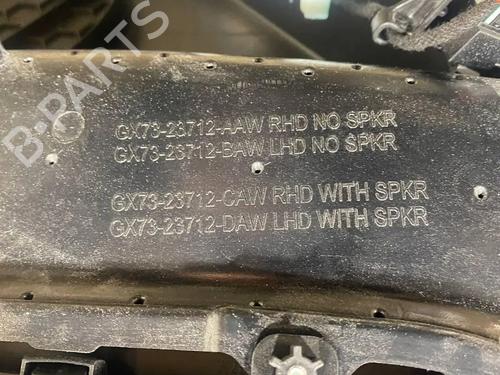 B-PARTS
GX73-23712-AAW RHD NO SPKR
GX73-23712-BAW LHD NO SPKR
GX73-23712-CAW RHD WITH SPKR
GX73-23712-DAW LHD WITH SPKR